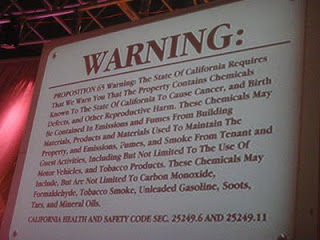 WARNING:
PROPOSITION 65 Warning: The State Of California Requires
That We Warn You That The Property Contains Chemicals
Known To The State Of California To Cause Cancer, and Birth
Defects, and Other Reproductive Harm. These Chemicals May
Be Contained In Emissions and Fumes From Building
Materials, Products and Materials Used To Maintain The
Property, and Emissions, Fumes, and Smoke From Tenant and
Guest Activities, Including But Not Limited To The Use Of
Motor Vehicles, and Tobacco Products. These Chemicals May
Include, But Are Not Limited To Carbon Monoxide,
Formaldehyde, Tobacco Smoke, Unleaded Gasoline, Soots,
Tars, and Mineral Oils.
CALIFORNIA HEALTH AND SAFETY CODE SEC. 25249.6 AND 25249.11